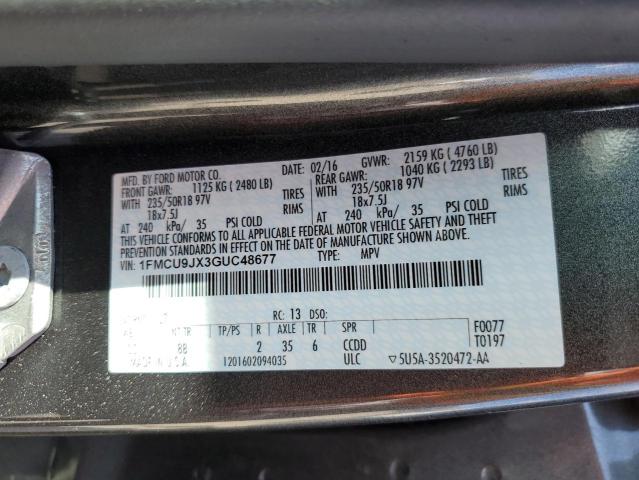 MFD. BY FORD MOTOR CO. DATE: 02/16 GVWR: 2159 KG ( 4760 LB)
FRONT GAWR: 1125 KG ( 2480 LB) REAR GAWR: 1040 KG ( 2293 LB)
WITH 235/50R18 97V TIRES WITH 235/50R18 97V TIRES
18x7.5J RIMS 18x7.5J RIMS
AT 240 kPa/ 35 PSI COLD AT 240 kPa/ 35 PSI COLD
THIS VEHICLE CONFORMS TO ALL APPLICABLE FEDERAL MOTOR VEHICLE SAFETY AND THEFT
PREVENTION STANDARDS IN EFFECT ON THE DATE OF MANUFACTURE SHOWN ABOVE.
VIN: 1FMCU9JX3GUC48677 TYPE: MPV
RC: 13 DSO:
INT TR TP/PS R AXLE TR SPR F0077
88 2 35 6 CCDD T0197
MADE IN U.S.A. 1201602094035 ULC ▽5U5A-3520472-AA